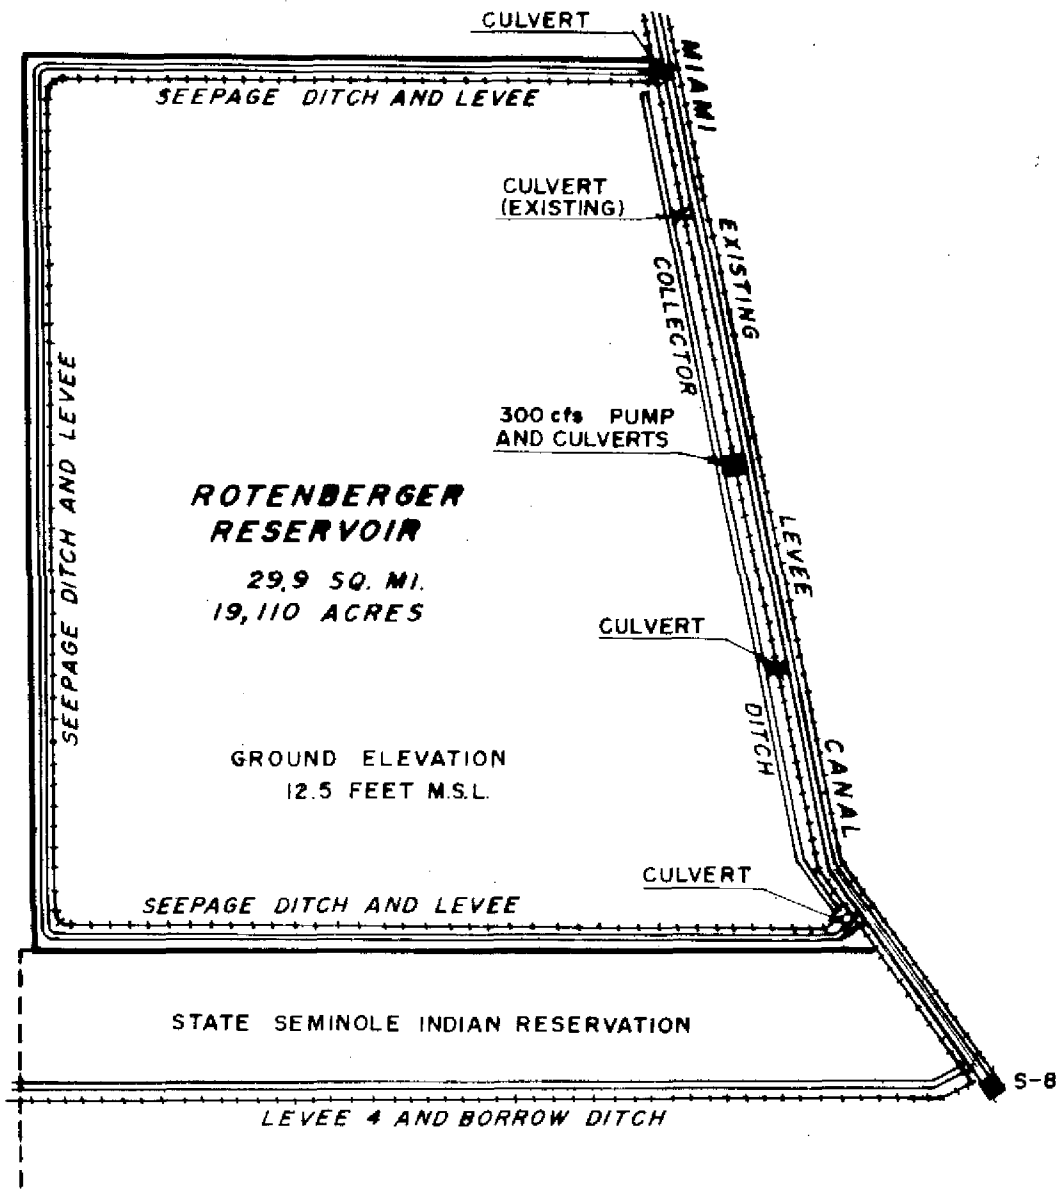 CULVERT
MIAMI
SEEPAGE DITCH AND LEVEE
CULVERT
(EXISTING)
EXISTING
COLLECTOR
SEEPAGE DITCH AND LEVEE
300 cfs PUMP
AND CULVERTS
ROTENBERGER
RESERVOIR
29.9 SQ. MI.
19,110 ACRES
LEVEE
CULVERT
DITCH
CANAL
GROUND ELEVATION
12.5 FEET M.S.L.
CULVERT
SEEPAGE DITCH AND LEVEE
STATE SEMINOLE INDIAN RESERVATION
S-8
LEVEE 4 AND BORROW DITCH